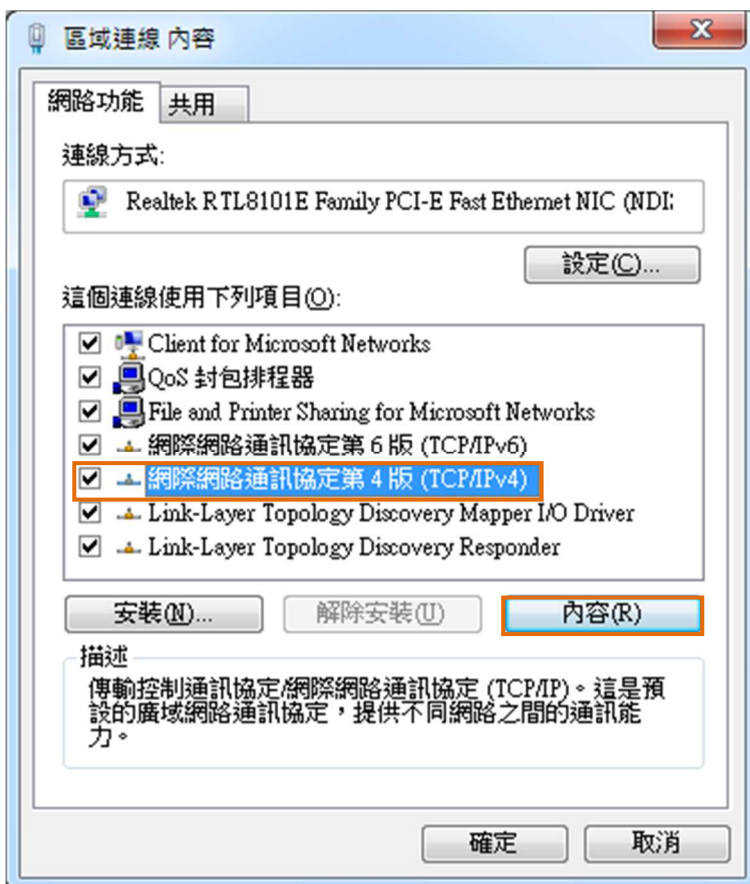 區域連線 內容
網路功能
共用
連線方式:
Realtek RTL8101E Family PCI-E Fast Ethernet NIC (NDI
設定(C)...
這個連線使用下列項目(O):
Client for Microsoft Networks
QoS 封包排程器
File and Printer Sharing for Microsoft Networks
網際網路通訊協定第 6 版 (TCP/IPv6)
網際網路通訊協定第 4 版 (TCP/IPv4)
Link-Layer Topology Discovery Mapper I/O Driver
Link-Layer Topology Discovery Responder
安裝(N)...
解除安裝(U)
內容(R)
描述
傳輸控制通訊協定/網際網路通訊協定 (TCP/IP)。這是預
設的廣域網路通訊協定，提供不同網路之間的通訊能
力。
確定
取消